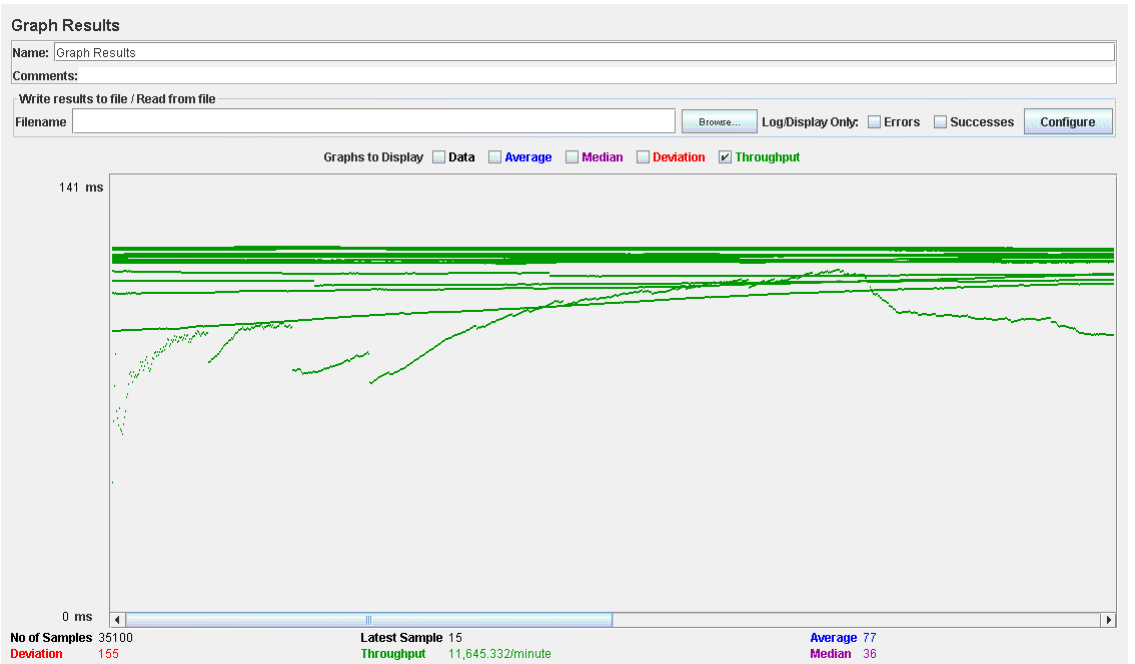 Graph Results
Name: Graph Results
Comments:
Write results to file / Read from file
Filename Browse... Log/Display Only: Errors Successes Configure
Graphs to Display Data Average Median Deviation Throughput
141 ms
0 ms
No of Samples 35100 Latest Sample 15 Average 77
Deviation 155 Throughput 11,645.332/minute Median 36